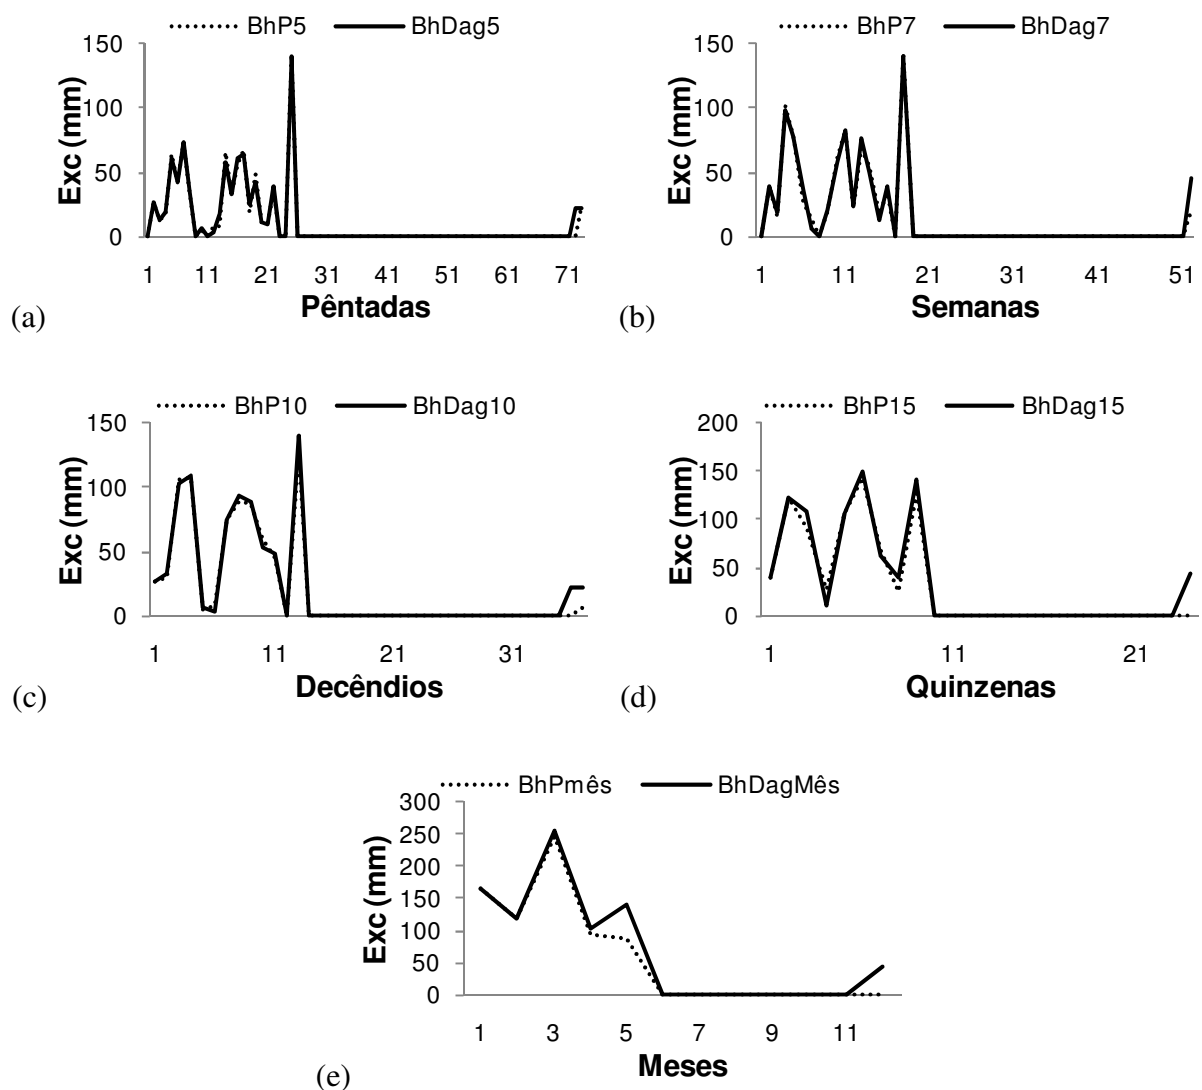 BhP5 BhDag5
150
100
50
0
Exc (mm)
1 11 21 31 41 51 61 71
Pêntadas
(a)
BhP7 BhDag7
150
100
50
0
Exc (mm)
1 11 21 31 41 51
Semanas
(b)
BhP10 BhDag10
150
100
50
0
Exc (mm)
1 11 21 31
Decêndios
(c)
BhP15 BhDag15
200
150
100
50
0
Exc (mm)
1 11 21
Quinzenas
(d)
BhPmês BhDagMês
300
250
200
150
100
50
0
Exc (mm)
1 3 5 7 9 11
Meses
(e)